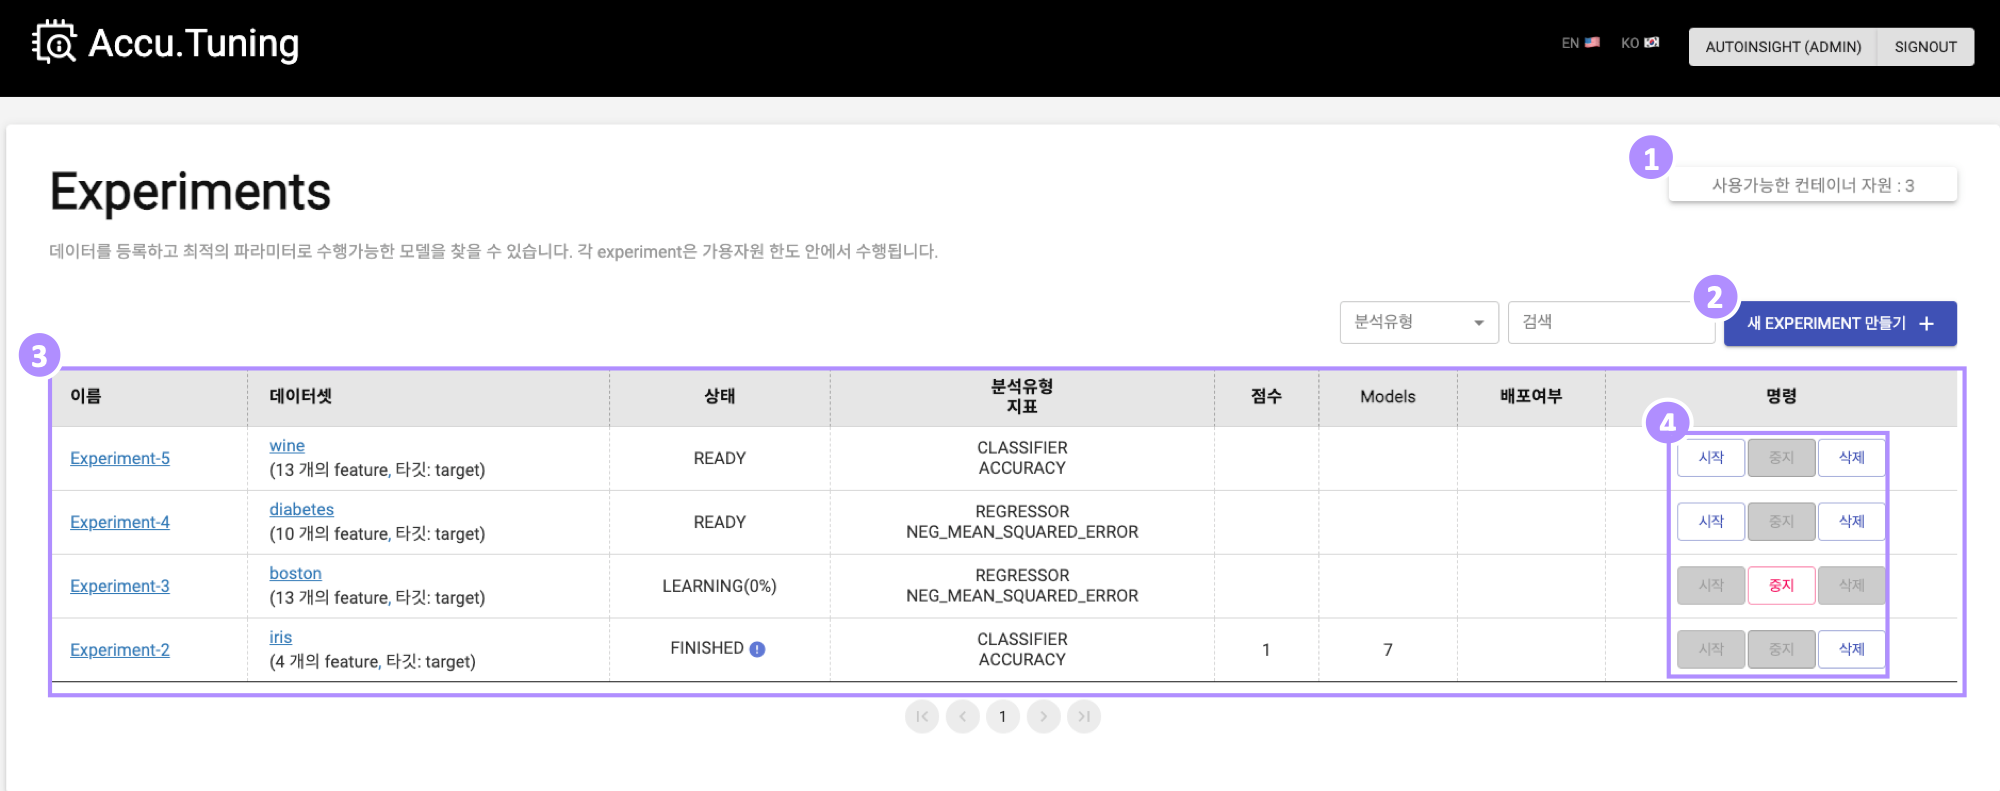 Accu.Tuning
EN KO
AUTOINSIGHT (ADMIN) SIGNOUT
1
사용가능한 컨테이너 자원 : 3
Experiments
데이터를 등록하고 최적의 파라미터로 수행가능한 모델을 찾을 수 있습니다. 각 experiment은 가용자원 한도 안에서 수행됩니다.
2
분석유형 검색 새 EXPERIMENT 만들기 +
3
이름 데이터셋 상태 분석유형 점수 Models 배포여부 명령
지표
4
Experiment-5 wine READY CLASSIFIER 시작 중지 삭제
(13 개의 feature, 타깃: target) ACCURACY
Experiment-4 diabetes READY REGRESSOR 시작 중지 삭제
(10 개의 feature, 타깃: target) NEG_MEAN_SQUARED_ERROR
Experiment-3 boston LEARNING(0%) REGRESSOR 시작 중지 삭제
(13 개의 feature, 타깃: target) NEG_MEAN_SQUARED_ERROR
Experiment-2 iris FINISHED CLASSIFIER 1 7 시작 중지 삭제
(4 개의 feature, 타깃: target) ACCURACY
1